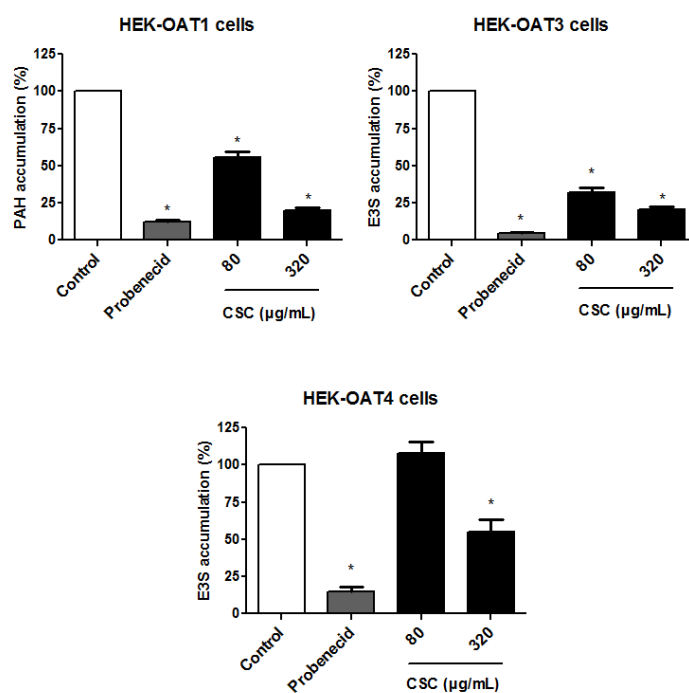 HEK-OAT1 cells
PAH accumulation (%)
125
100
75
50
25
0
*
*
*
Control
Probenecid
80
320
CSC (µg/mL)
HEK-OAT3 cells
E3S accumulation (%)
125
100
75
50
25
0
*
*
*
Control
Probenecid
80
320
CSC (µg/mL)
HEK-OAT4 cells
E3S accumulation (%)
125
100
75
50
25
0
*
*
Control
Probenecid
80
320
CSC (µg/mL)